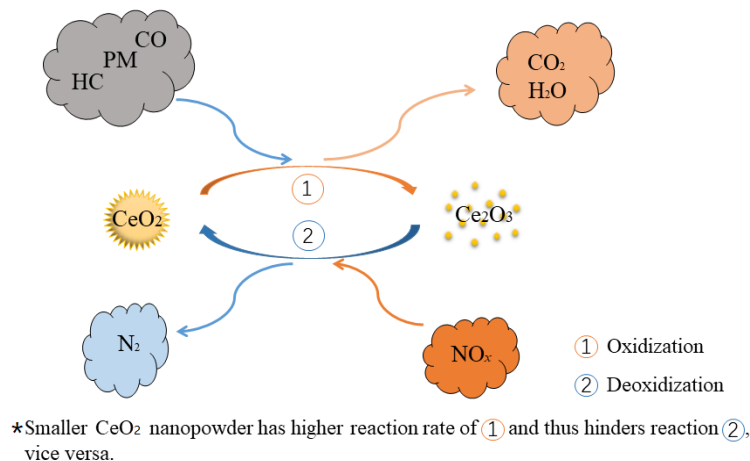 CO
PM
HC
CO₂
H₂O
①
CeO₂
Ce₂O₃
②
N₂
NOₓ
① Oxidization
② Deoxidization
*Smaller CeO₂ nanopowder has higher reaction rate of ① and thus hinders reaction ②,
vice versa.